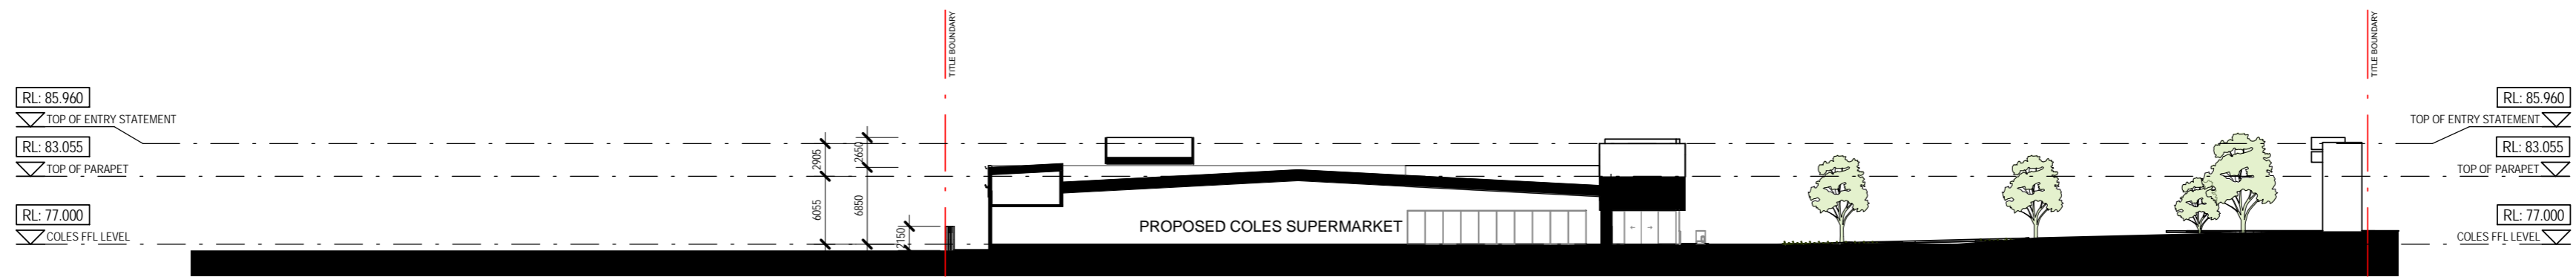 TITLE BOUNDARY
TITLE BOUNDARY
RL: 85.960
TOP OF ENTRY STATEMENT
RL: 83.055
TOP OF PARAPET
RL: 77.000
COLES FFL LEVEL
2905
2650
6055
6850
2150
PROPOSED COLES SUPERMARKET
RL: 85.960
TOP OF ENTRY STATEMENT
RL: 83.055
TOP OF PARAPET
RL: 77.000
COLES FFL LEVEL